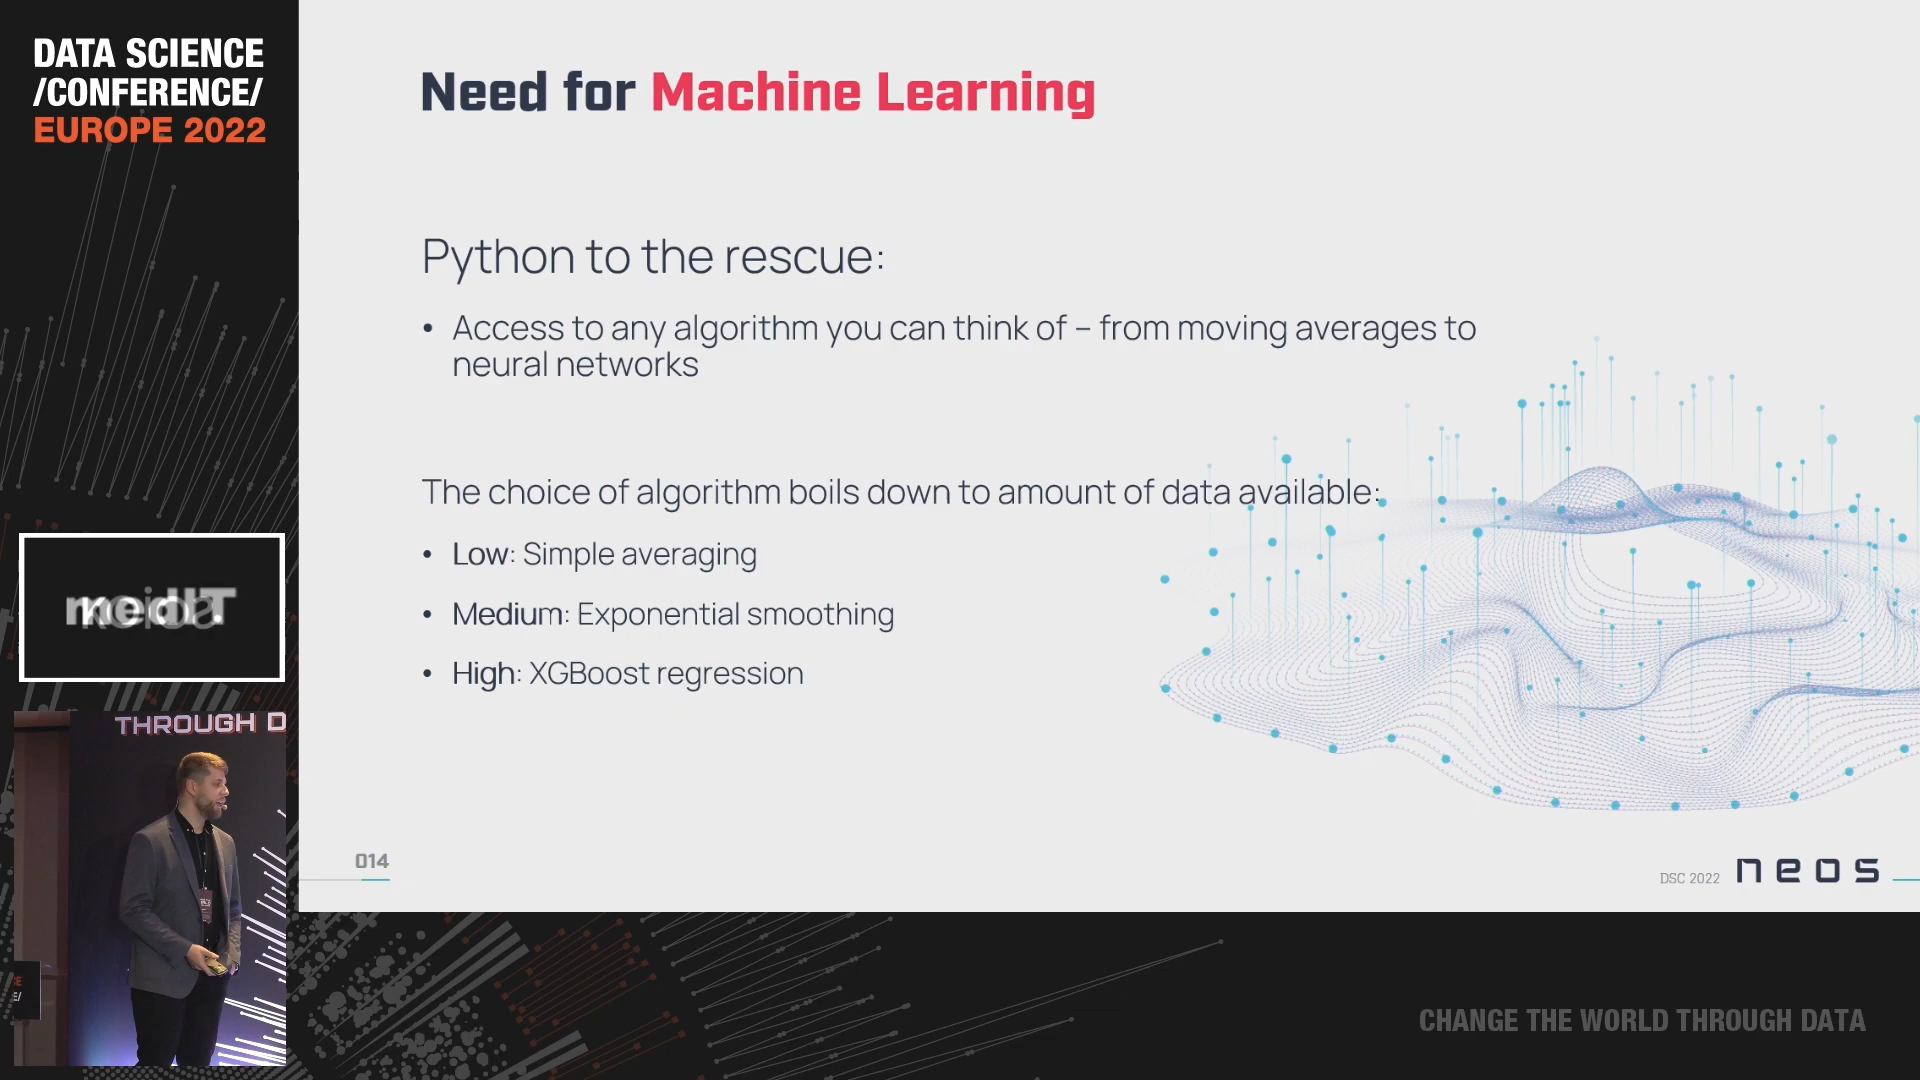 DATA SCIENCE
/CONFERENCE/
EUROPE 2022
Need for Machine Learning
Python to the rescue:
• Access to any algorithm you can think of – from moving averages to
neural networks
The choice of algorithm boils down to amount of data available:
• Low: Simple averaging
• Medium: Exponential smoothing
• High: XGBoost regression
THROUGH D
014
DSC 2022
neos
CHANGE THE WORLD THROUGH DATA